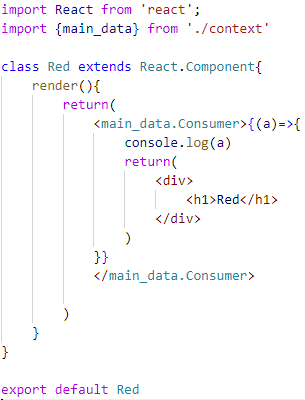 import React from 'react';
import {main_data} from './context'

class Red extends React.Component{
    render(){
        return(
            <main_data.Consumer>{(a)=>{
                console.log(a)
                return(
                    <div>
                        <h1>Red</h1>
                    </div>
                )
            }}
            </main_data.Consumer>

        )
    }
}

export default Red